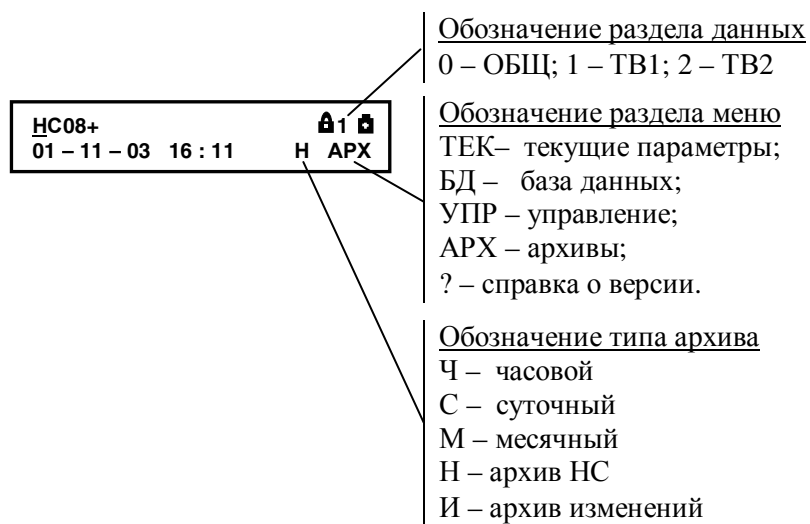 Обозначение раздела данных
0 – ОБЩ; 1 – ТВ1; 2 – ТВ2
НС08+ 1
01 – 11 – 03 16 : 11 Н АРХ
Обозначение раздела меню
ТЕК– текущие параметры;
БД – база данных;
УПР – управление;
АРХ – архивы;
? – справка о версии.
Обозначение типа архива
Ч – часовой
С – суточный
М – месячный
Н – архив НС
И – архив изменений